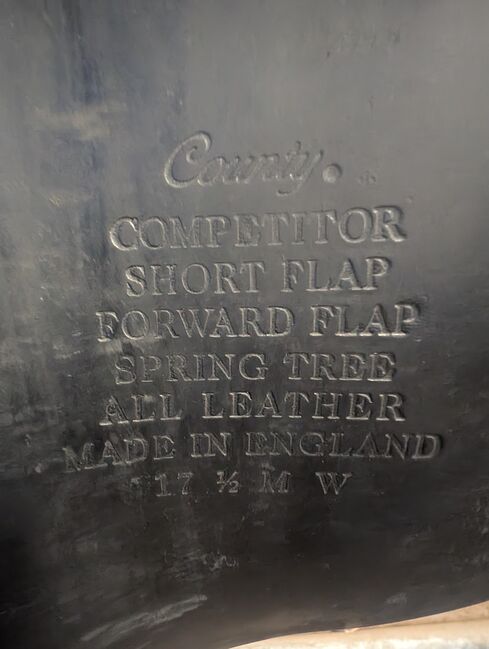 County.®
COMPETITOR
SHORT FLAP
FORWARD FLAP
SPRING TREE
ALL LEATHER
MADE IN ENGLAND
17 ½ M W